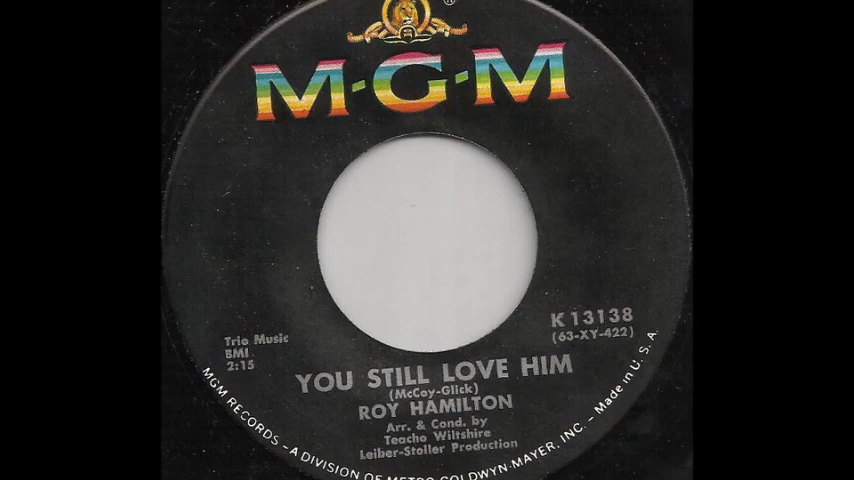 ®
M-G-M
K 13138
(63-XY-422)
Trio Music
BMI
2:15
YOU STILL LOVE HIM
(McCoy-Glick)
ROY HAMILTON
Arr. & Cond. by
Teacho Wiltshire
Leiber-Stoller Production
MGM RECORDS – A DIVISION OF METRO-GOLDWYN-MAYER, INC. – Made in U. S. A.